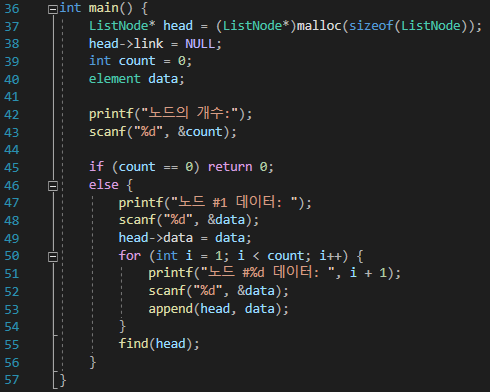 36 int main() {
37 ListNode* head = (ListNode*)malloc(sizeof(ListNode));
38 head->link = NULL;
39 int count = 0;
40 element data;
41
42 printf("노드의 개수:");
43 scanf("%d", &count);
44
45 if (count == 0) return 0;
46 else {
47 printf("노드 #1 데이터: ");
48 scanf("%d", &data);
49 head->data = data;
50 for (int i = 1; i < count; i++) {
51 printf("노드 #%d 데이터: ", i + 1);
52 scanf("%d", &data);
53 append(head, data);
54 }
55 find(head);
56 }
57 }